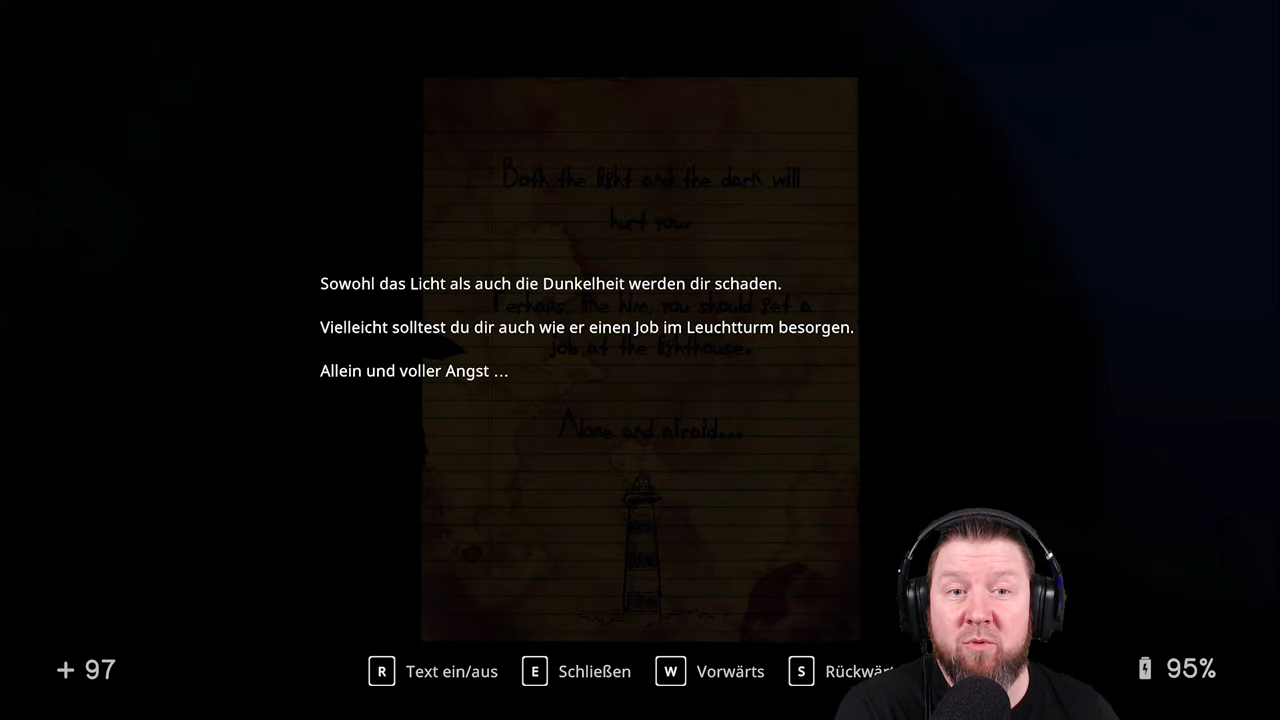 Both the light and the dark will
hurt you.
Sowohl das Licht als auch die Dunkelheit werden dir schaden.
Perhaps, like him, you should get a
Vielleicht solltest du dir auch wie er einen Job im Leuchtturm besorgen.
job at the lighthouse.
Allein und voller Angst ...
Alone and afraid...
+ 97
R Text ein/aus E Schließen W Vorwärts S
95%